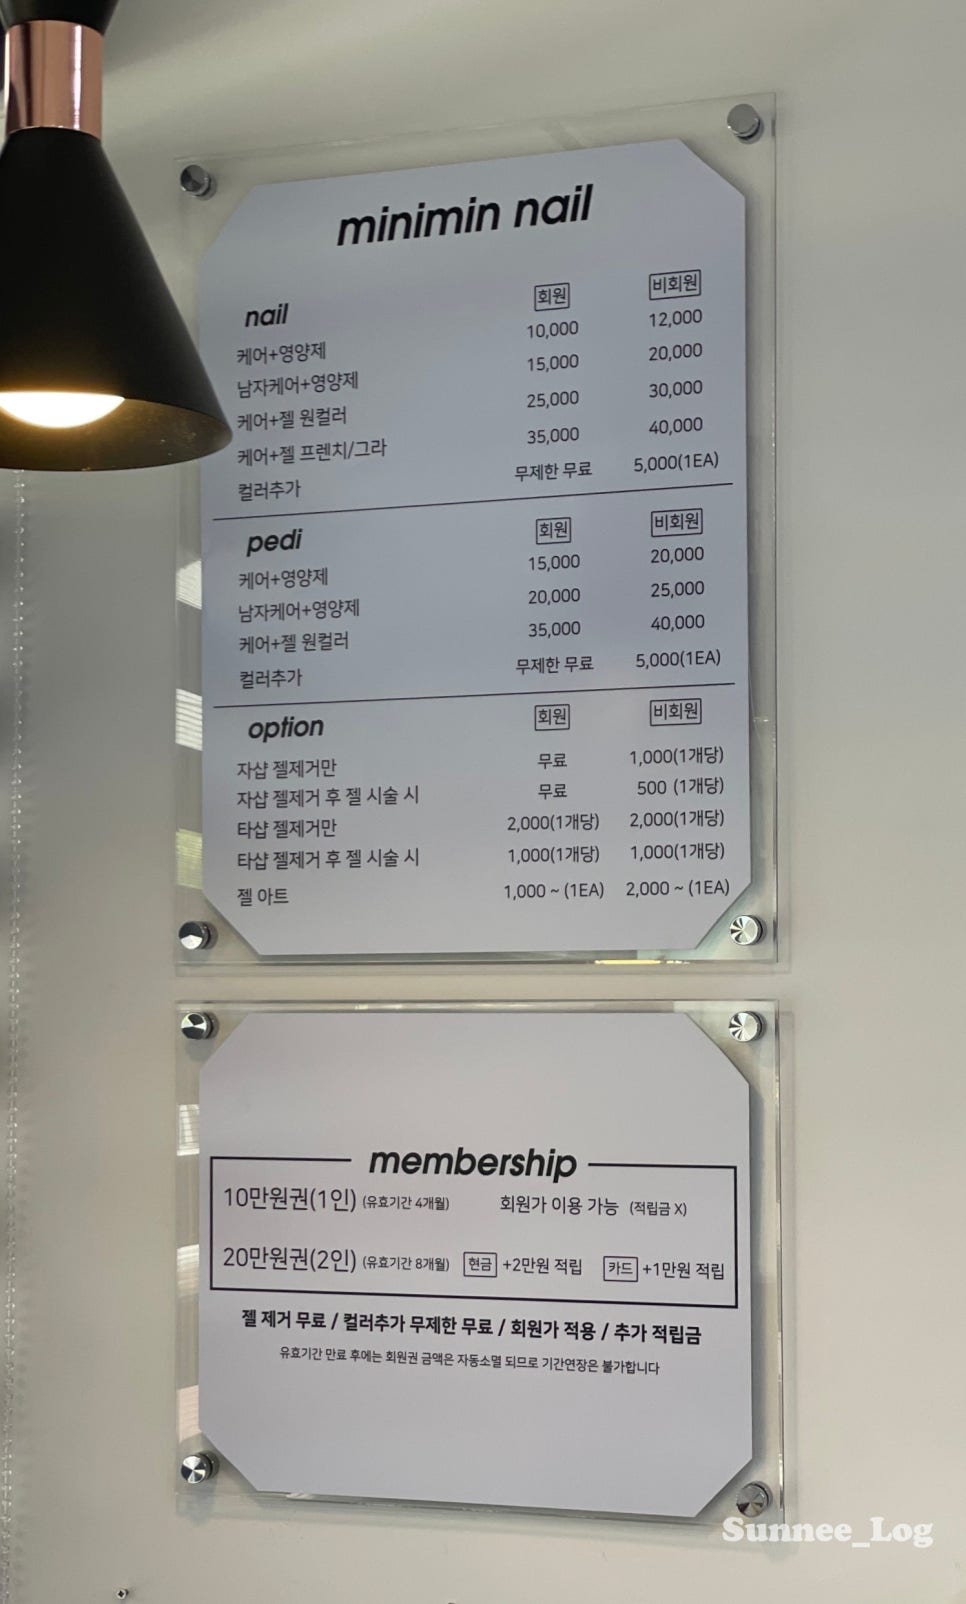 minimin nail
nail 회원 비회원
케어+영양제 10,000 12,000
남자케어+영양제 15,000 20,000
케어+젤 원컬러 25,000 30,000
케어+젤 프렌치/그라 35,000 40,000
컬러추가 무제한 무료 5,000(1EA)
pedi 회원 비회원
케어+영양제 15,000 20,000
남자케어+영양제 20,000 25,000
케어+젤 원컬러 35,000 40,000
컬러추가 무제한 무료 5,000(1EA)
option 회원 비회원
자샵 젤제거만 무료 1,000(1개당)
자샵 젤제거 후 젤 시술 시 무료 500 (1개당)
타샵 젤제거만 2,000(1개당) 2,000(1개당)
타샵 젤제거 후 젤 시술 시 1,000(1개당) 1,000(1개당)
젤 아트 1,000 ~ (1EA) 2,000 ~ (1EA)
membership
10만원권(1인) (유효기간 4개월) 회원가 이용 가능 (적립금 X)
20만원권(2인) (유효기간 8개월) 현금 +2만원 적립 카드 +1만원 적립
젤 제거 무료 / 컬러추가 무제한 무료 / 회원가 적용 / 추가 적립금
유효기간 만료 후에는 회원권 금액은 자동소멸 되므로 기간연장은 불가합니다
Sunnee_Log